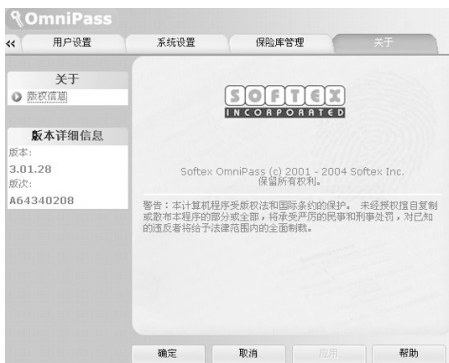 OmniPass
用户设置
系统设置
保险库管理
关于
关于
版权信息
版本详细信息
版本:
3.01.28
版次:
A64340208
SOFTEX
INCORPORATED
Softex OmniPass (c) 2001 - 2004 Softex Inc.
保留所有权利。
警告：本计算机程序受版权法和国际条约的保护。 未经授权擅自复制
或散布本程序的部分或全部，将承受严厉的民事和刑事处罚，对已知
的违反者将给予法律范围内的全面制裁。
确定
取消
应用
帮助